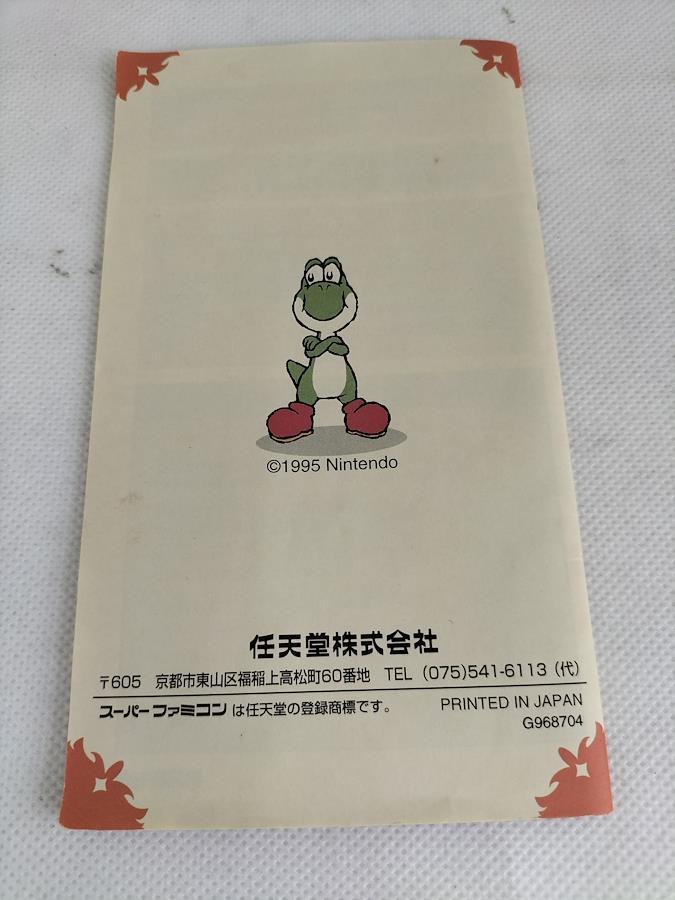 ©1995 Nintendo
任天堂株式会社
〒605 京都市東山区福稲上高松町60番地 TEL (075)541-6113(代)
スーパーファミコンは任天堂の登録商標です。 PRINTED IN JAPAN
G968704